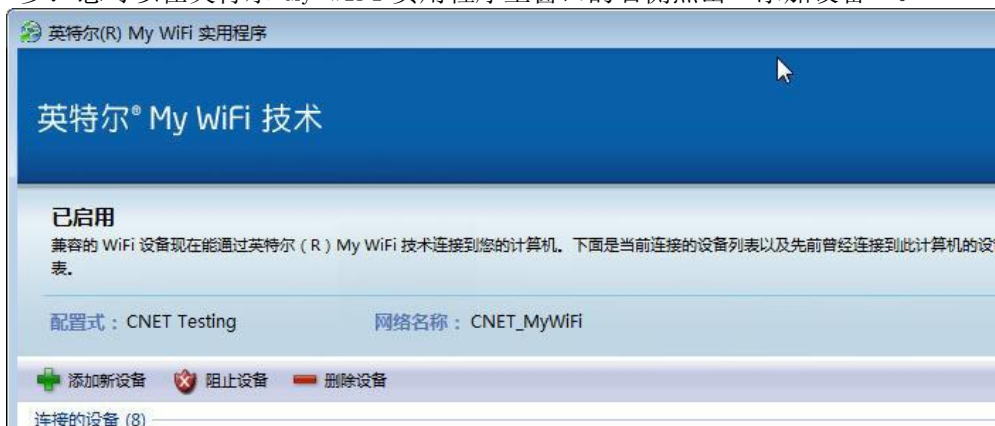 英特尔(R) My WiFi 实用程序
英特尔® My WiFi 技术
已启用
兼容的 WiFi 设备现在能通过英特尔（R）My WiFi 技术连接到您的计算机。下面是当前连接的设备列表以及先前曾经连接到此计算机的设
表.
配置式： CNET Testing 网络名称： CNET_MyWiFi
添加新设备 阻止设备 删除设备
连接的设备 (8)